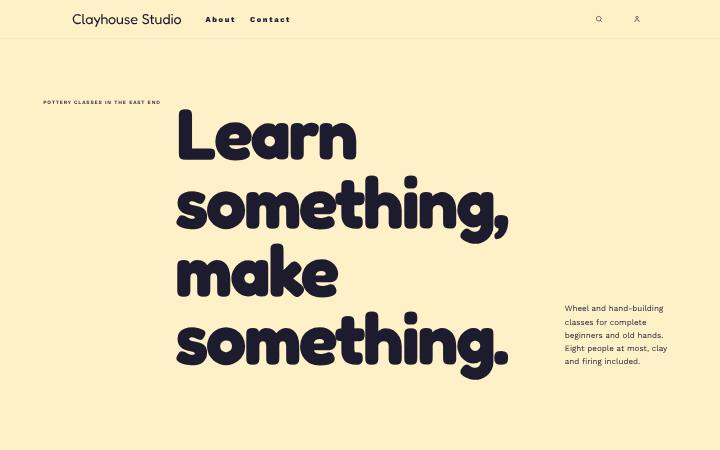 Clayhouse Studio
About
Contact
POTTERY CLASSES IN THE EAST END
Learn
something,
make
something.
Wheel and hand-building
classes for complete
beginners and old hands.
Eight people at most, clay
and firing included.